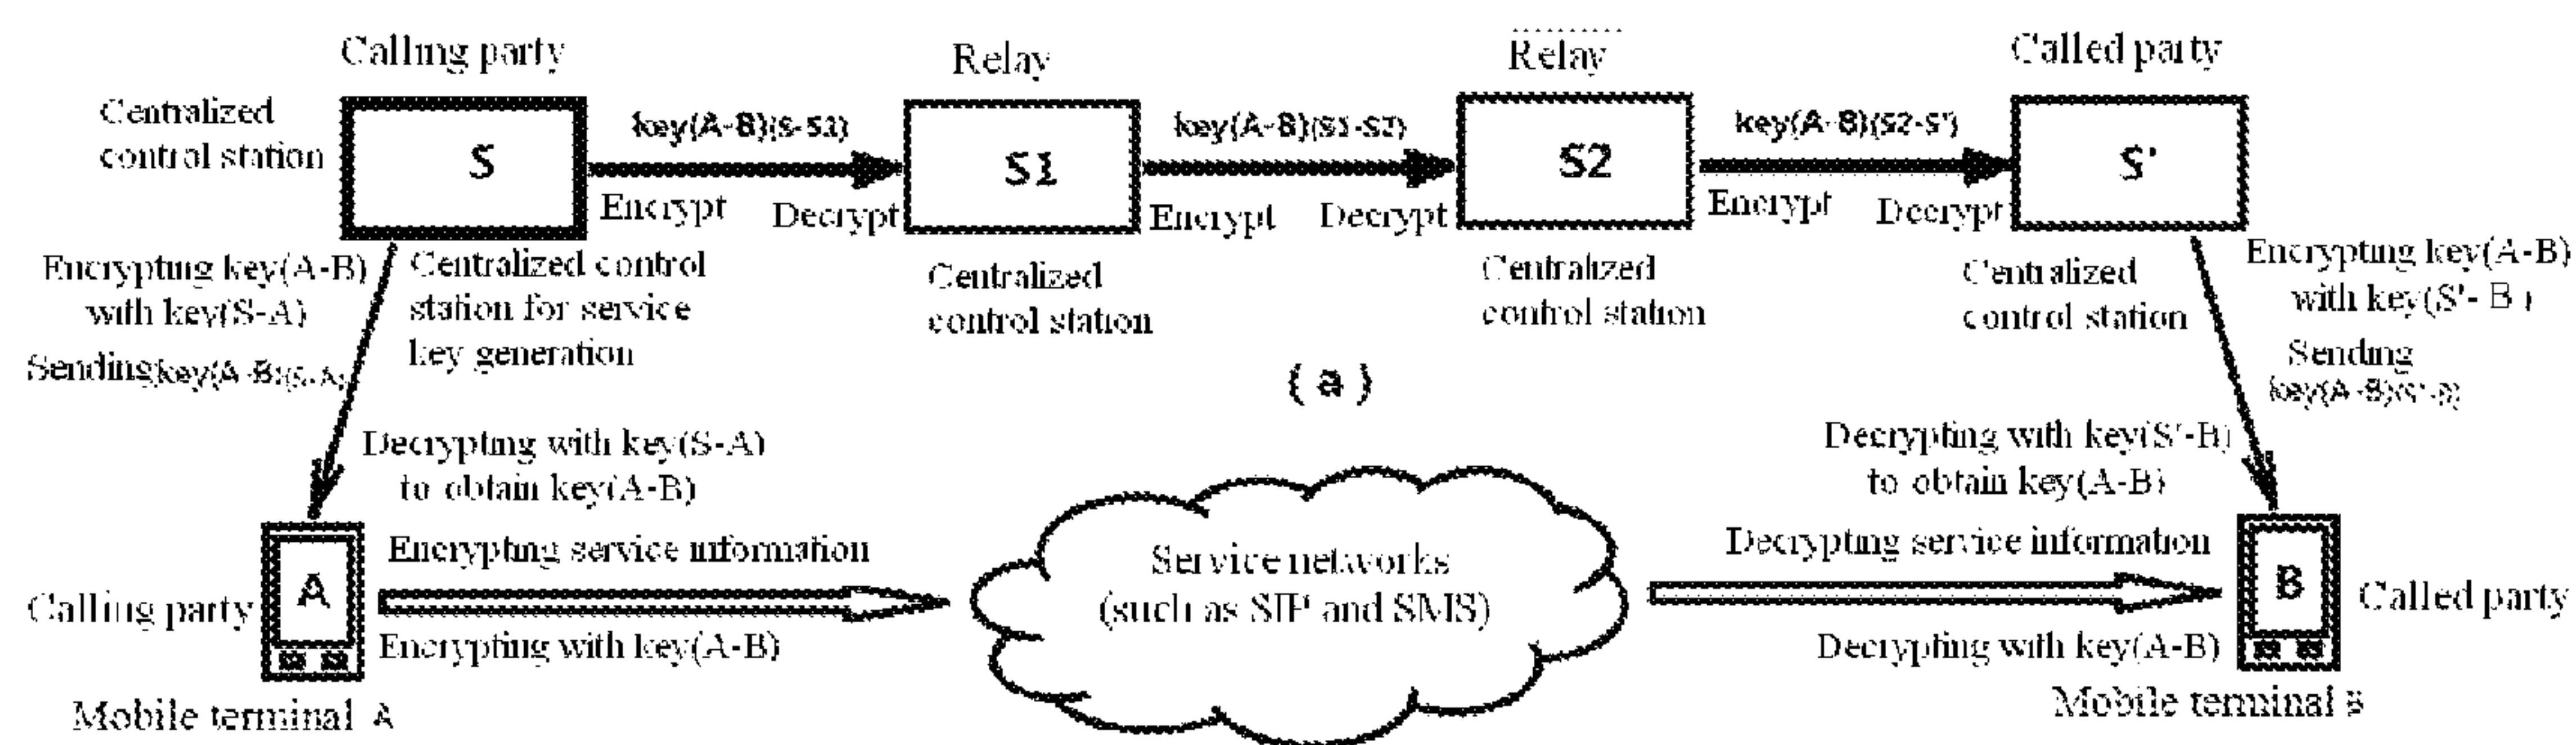 Calling party
Relay
Relay
Called party
Centralized
control station
S
key(A-B)(S-S1)
S1
key(A-B)(S1-S2)
S2
key(A-B)(S2-S')
S'
Encrypt
Decrypt
Encrypt
Decrypt
Encrypt
Decrypt
Encrypting key(A-B)
with key(S-A)
Sending key(A-B)(S-A)
Centralized control
station for service
key generation
Centralized
control station
Centralized
control station
Centralized
control station
Encrypting key(A-B)
with key(S'- B )
Sending
key(A-B)(S'-B)
( a )
Decrypting with key(S-A)
to obtain key(A-B)
Decrypting with key(S'-B)
to obtain key(A-B)
Encrypting service information
Service networks
(such as SIP and SMS)
Decrypting service information
Calling party
A
Encrypting with key(A-B)
Decrypting with key(A-B)
B
Called party
Mobile terminal A
Mobile terminal B